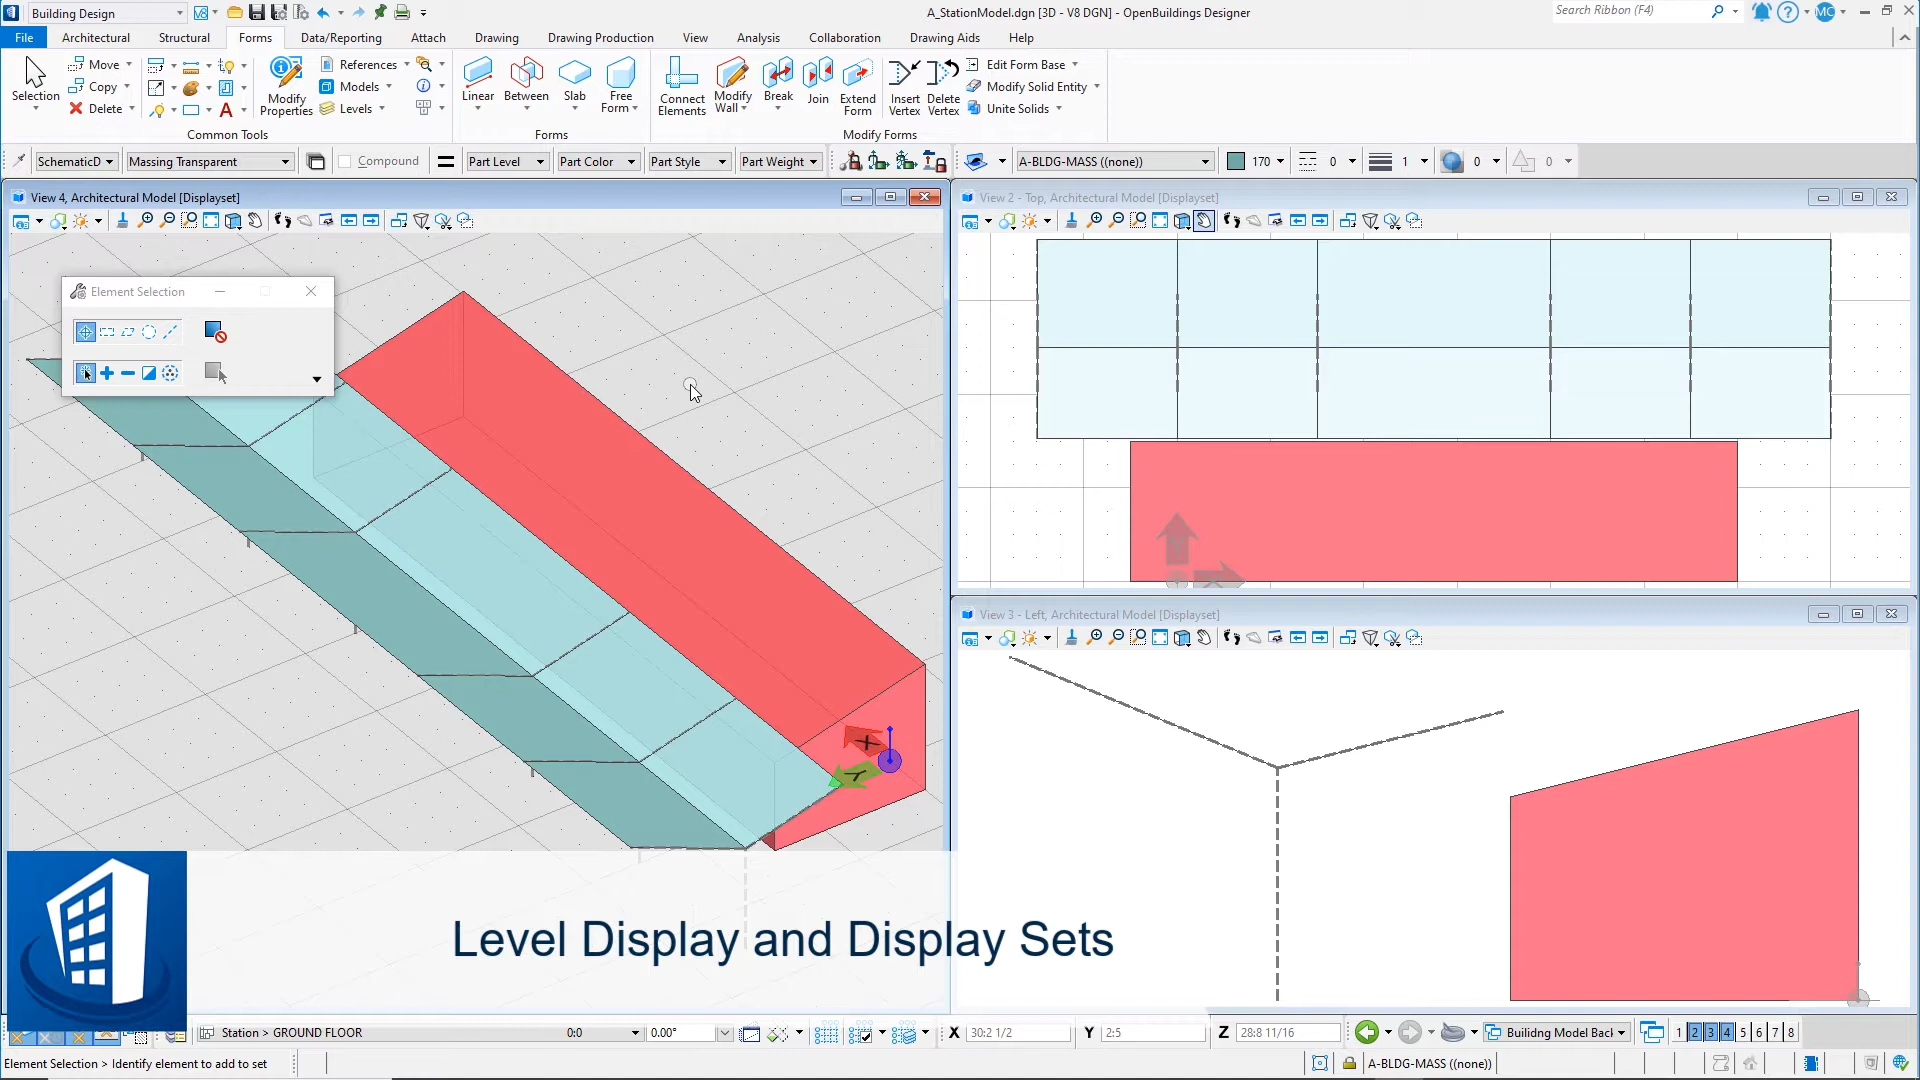 Building Design
A_StationModel.dgn [3D - V8 DGN] - OpenBuildings Designer
Search Ribbon (F4)
MC
File Architectural Structural Forms Data/Reporting Attach Drawing Drawing Production View Analysis Collaboration Drawing Aids Help
Selection
Move
Copy
Delete
Modify Properties
References
Models
Levels
Common Tools
Linear Between Slab Free Form
Forms
Connect Elements
Modify Wall
Break
Join
Extend Form
Insert Vertex
Delete Vertex
Edit Form Base
Modify Solid Entity
Unite Solids
Modify Forms
SchematicD Massing Transparent Compound Part Level Part Color Part Style Part Weight A-BLDG-MASS ((none)) 170 0 1 0 0
View 4, Architectural Model [Displayset]
View 2 - Top, Architectural Model [Displayset]
Element Selection
X
Y
View 3 - Left, Architectural Model [Displayset]
Level Display and Display Sets
Station > GROUND FLOOR 0:0 0.00° X 30:2 1/2 Y 2:5 Z 28:8 11/16 Builidng Model Back 1 2 3 4 5 6 7 8
Element Selection > Identify element to add to set A-BLDG-MASS ((none))